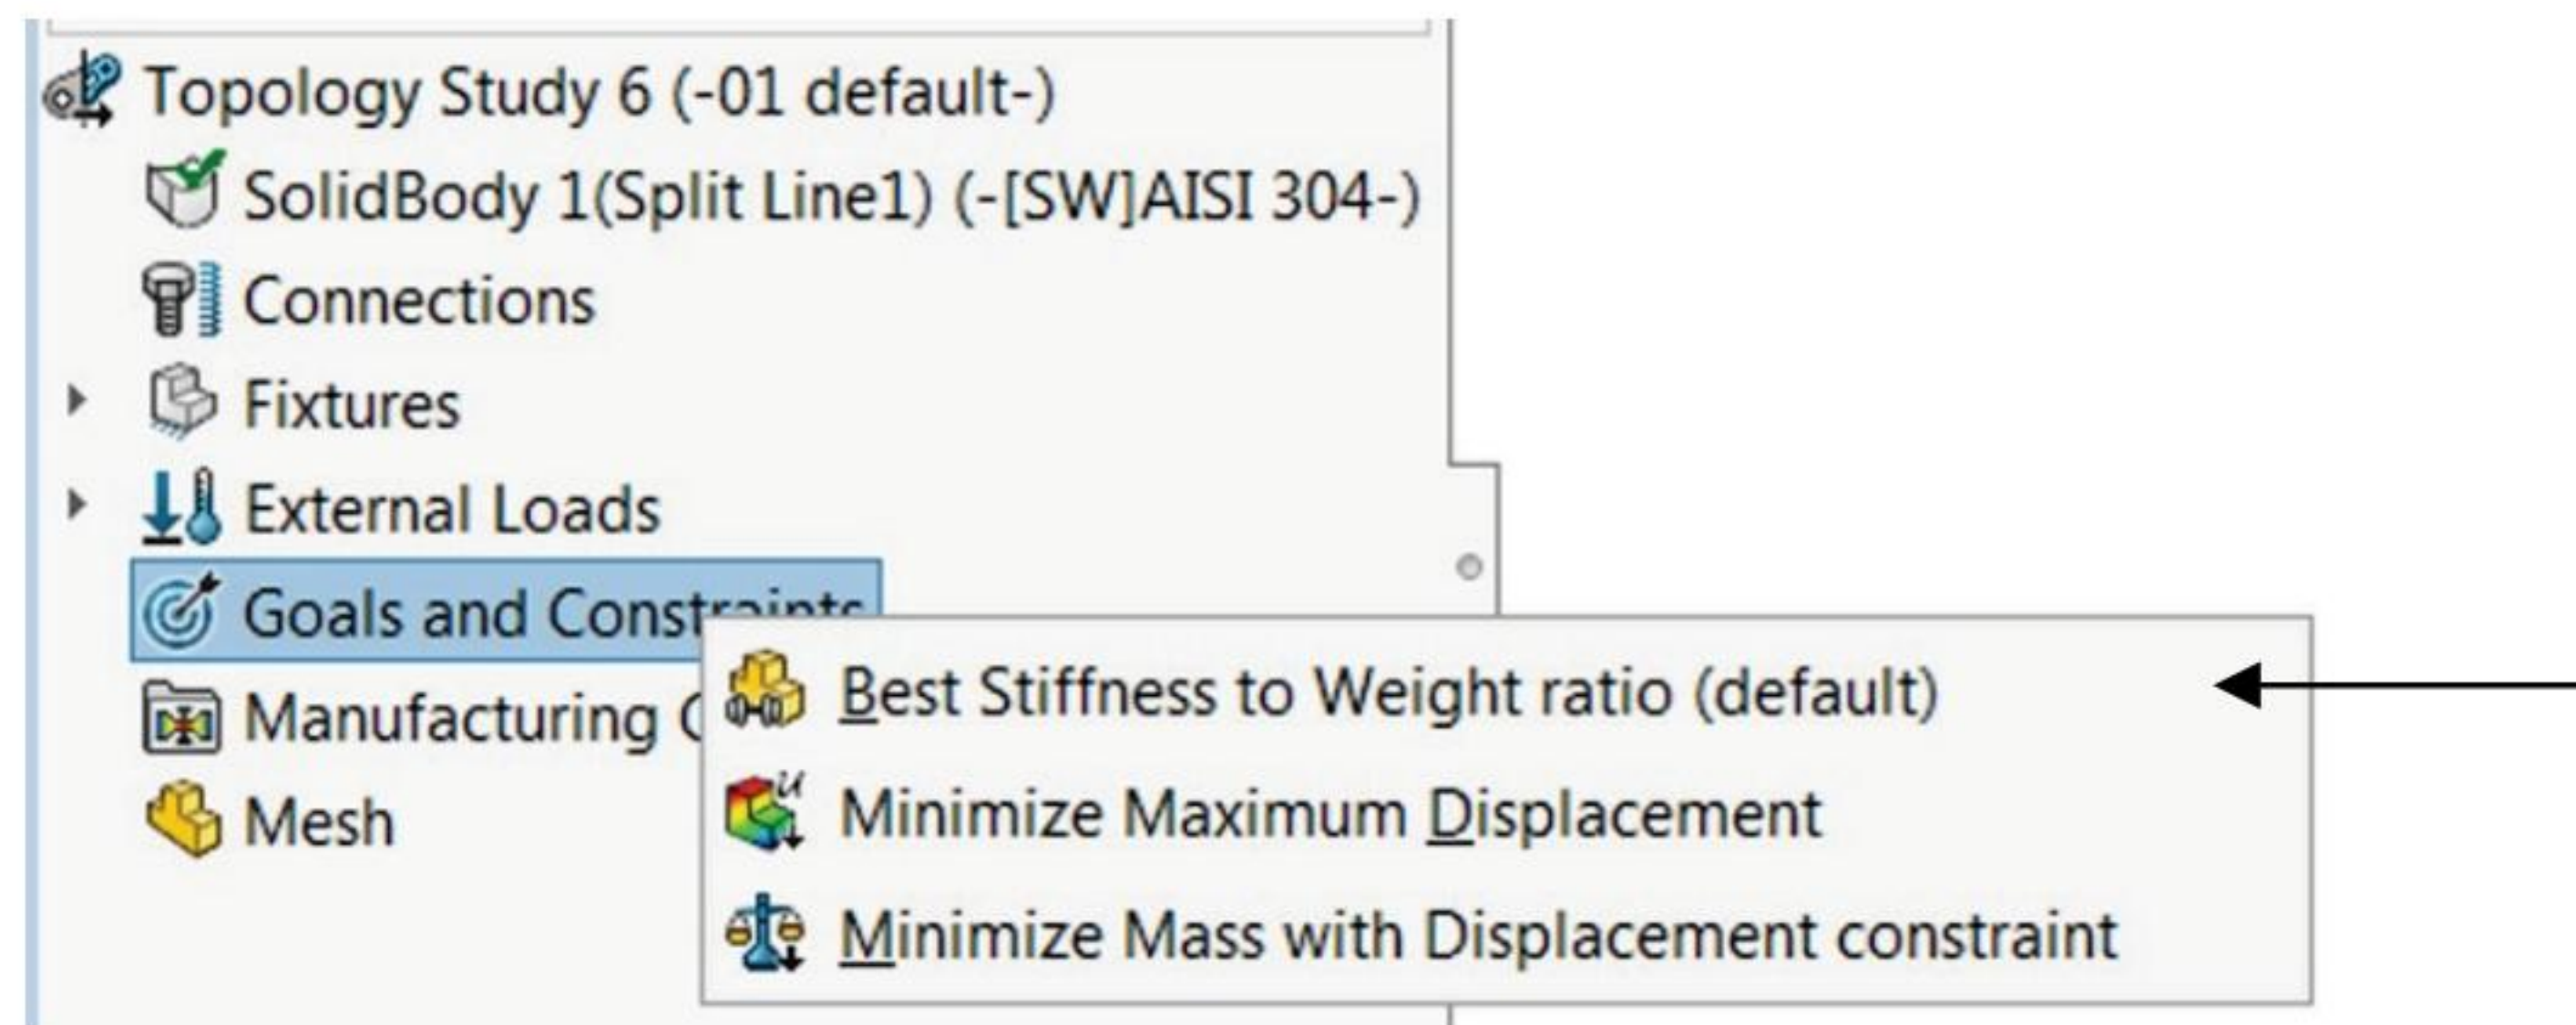 Topology Study 6 (-01 default-)
SolidBody 1(Split Line1) (-[SW]AISI 304-)
Connections
Fixtures
External Loads
Goals and Constraints
Manufacturing
Best Stiffness to Weight ratio (default)
Minimize Maximum Displacement
Mesh
Minimize Mass with Displacement constraint